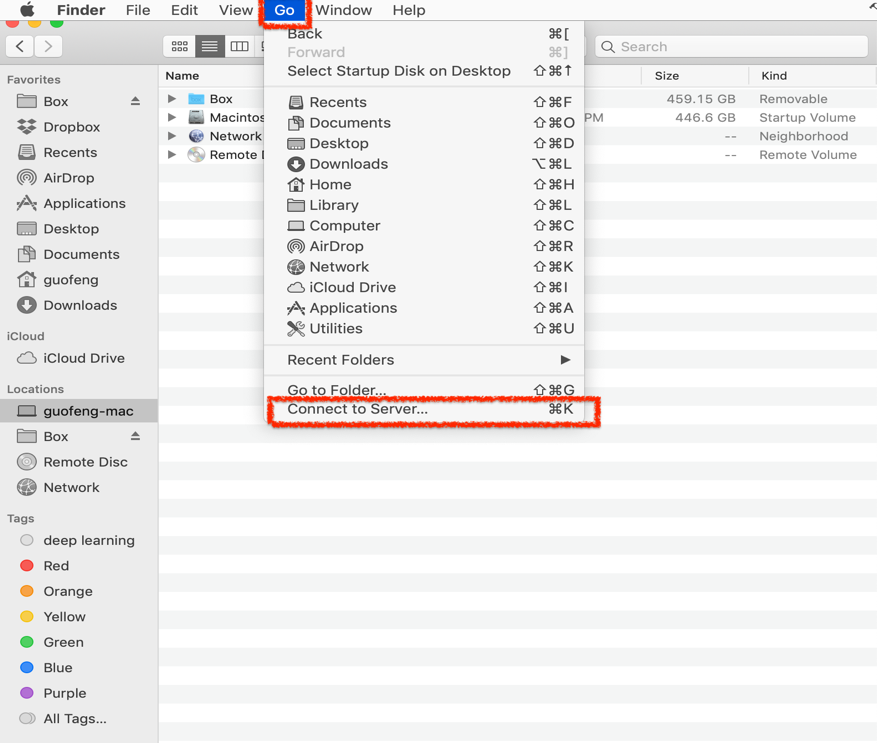 Finder File Edit View Go Window Help
Search
Back ⌘[
Forward ⌘]
Select Startup Disk on Desktop ⇧⌘↑
Recents ⇧⌘F
Documents ⇧⌘O
Desktop ⇧⌘D
Downloads ⌥⌘L
Home ⇧⌘H
Library ⇧⌘L
Computer ⇧⌘C
AirDrop ⇧⌘R
Network ⇧⌘K
iCloud Drive ⇧⌘I
Applications ⇧⌘A
Utilities ⇧⌘U
Recent Folders
Go to Folder... ⇧⌘G
Connect to Server... ⌘K
Favorites
Box
Dropbox
Recents
AirDrop
Applications
Desktop
Documents
guofeng
Downloads
iCloud
iCloud Drive
Locations
guofeng-mac
Box
Remote Disc
Network
Tags
deep learning
Red
Orange
Yellow
Green
Blue
Purple
All Tags...
Name Size Kind
Box 459.15 GB Removable
Macintos PM 446.6 GB Startup Volume
Network -- Neighborhood
Remote -- Remote Volume